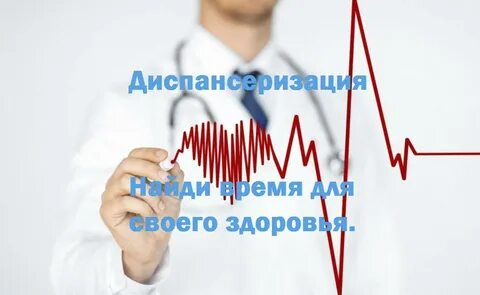 Диспансеризация
Найди время для
своего здоровья.